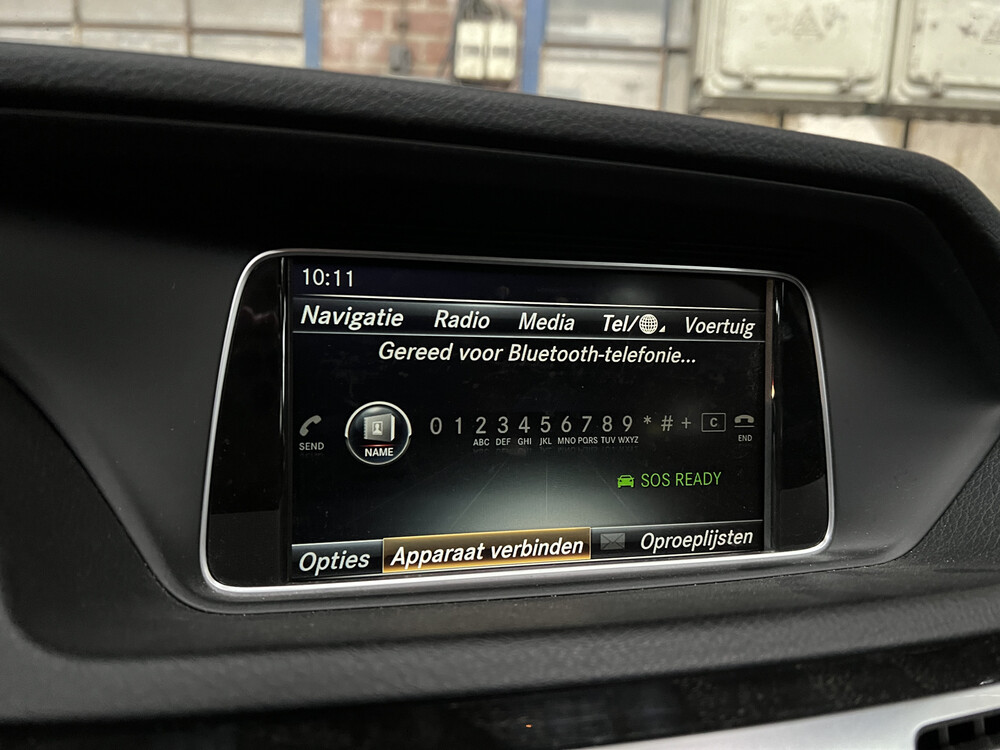 10:11
Navigatie Radio Media Tel/ Voertuig
Gereed voor Bluetooth-telefonie...
SEND NAME 0 1 2 3 4 5 6 7 8 9 * # + C END
ABC DEF GHI JKL MNO PQRS TUV WXYZ
SOS READY
Opties Apparaat verbinden Oproeplijsten